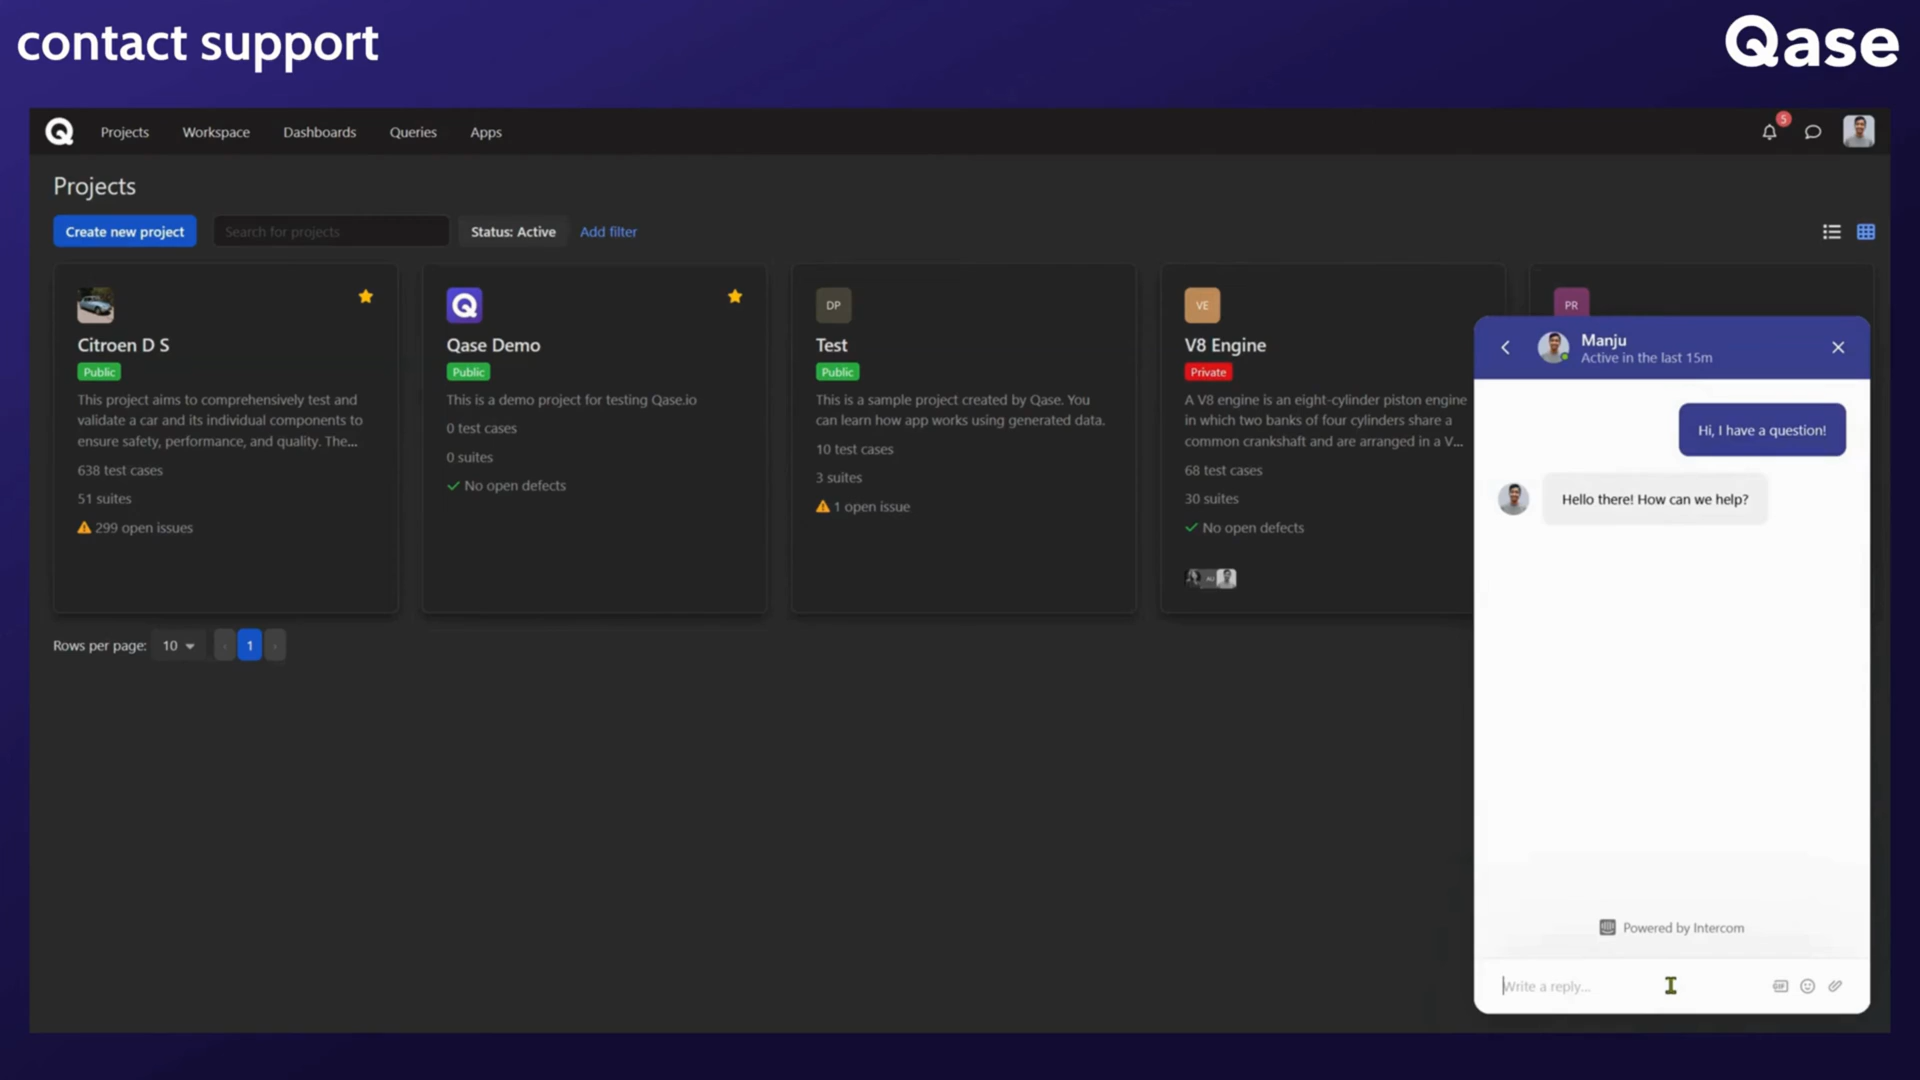 contact support
Qase
Projects Workspace Dashboards Queries Apps
5
Projects
Create new project
Search for projects
Status: Active
Add filter
Citroen D S
Public
This project aims to comprehensively test and
validate a car and its individual components to
ensure safety, performance, and quality. The...
638 test cases
51 suites
299 open issues
Qase Demo
Public
This is a demo project for testing Qase.io
0 test cases
0 suites
No open defects
DP
Test
Public
This is a sample project created by Qase. You
can learn how app works using generated data.
10 test cases
3 suites
1 open issue
VE
V8 Engine
Private
A V8 engine is an eight-cylinder piston engine
in which two banks of four cylinders share a
common crankshaft and are arranged in a V...
68 test cases
30 suites
No open defects
PR
Rows per page: 10
1
Manju
Active in the last 15m
Hi, I have a question!
Hello there! How can we help?
Powered by Intercom
Write a reply...
GIF